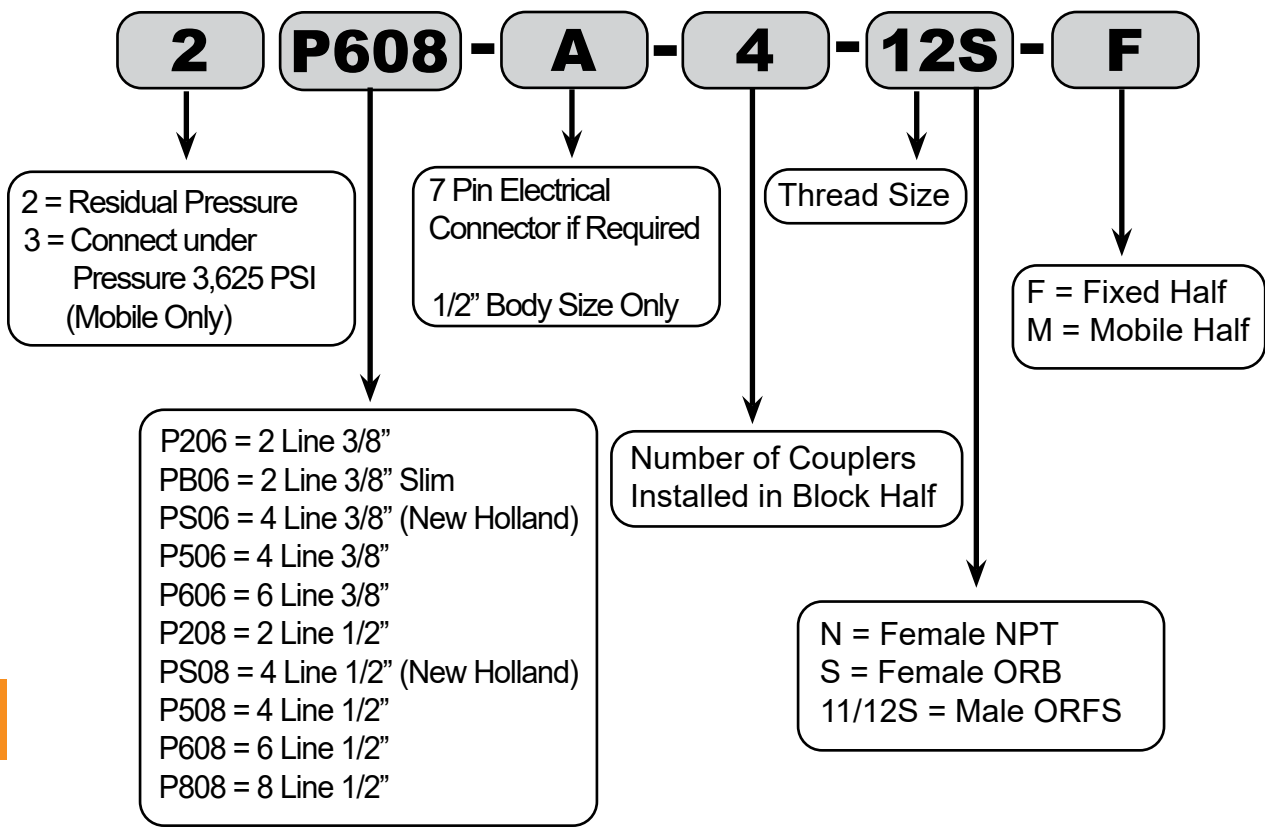 2 P608 - A - 4 - 12S - F
2 = Residual Pressure
3 = Connect under
Pressure 3,625 PSI
(Mobile Only)
7 Pin Electrical
Connector if Required
1/2” Body Size Only
Thread Size
F = Fixed Half
M = Mobile Half
P206 = 2 Line 3/8”
PB06 = 2 Line 3/8” Slim
PS06 = 4 Line 3/8” (New Holland)
P506 = 4 Line 3/8”
P606 = 6 Line 3/8”
P208 = 2 Line 1/2”
PS08 = 4 Line 1/2” (New Holland)
P508 = 4 Line 1/2”
P608 = 6 Line 1/2”
P808 = 8 Line 1/2”
Number of Couplers
Installed in Block Half
N = Female NPT
S = Female ORB
11/12S = Male ORFS